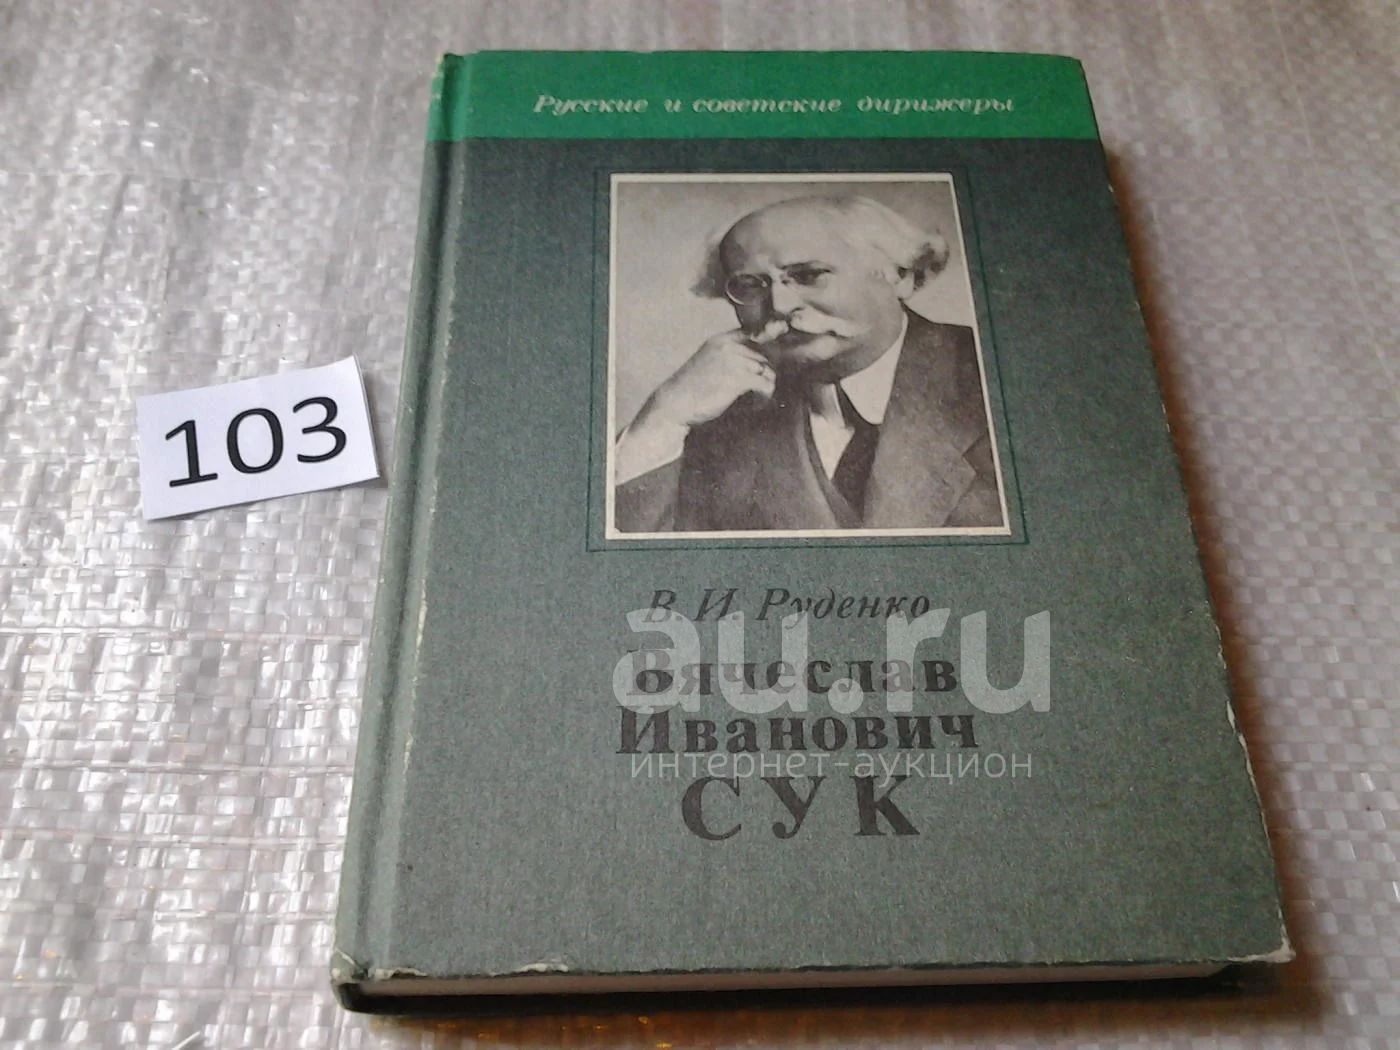 Русские и советские дирижеры
103
В. И. Руденко
Вячеслав
Иванович
СУК
au.ru
интернет-аукцион